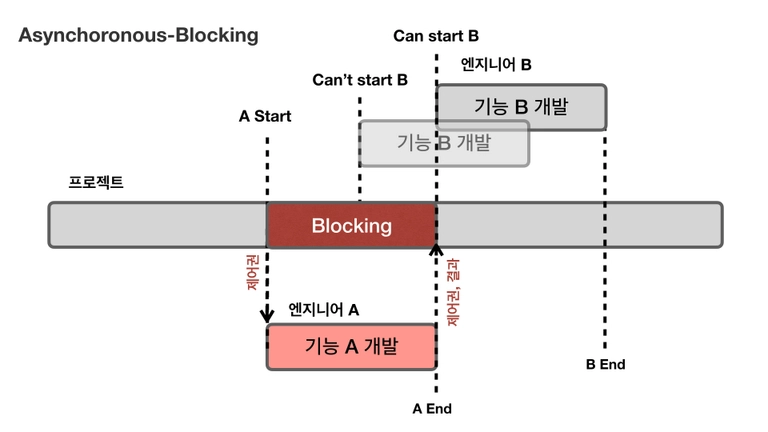 Asynchoronous-Blocking
Can start B
엔지니어 B
Can't start B
기능 B 개발
A Start
기능 B 개발
프로젝트
Blocking
제어권
제어권, 결과
엔지니어 A
기능 A 개발
B End
A End